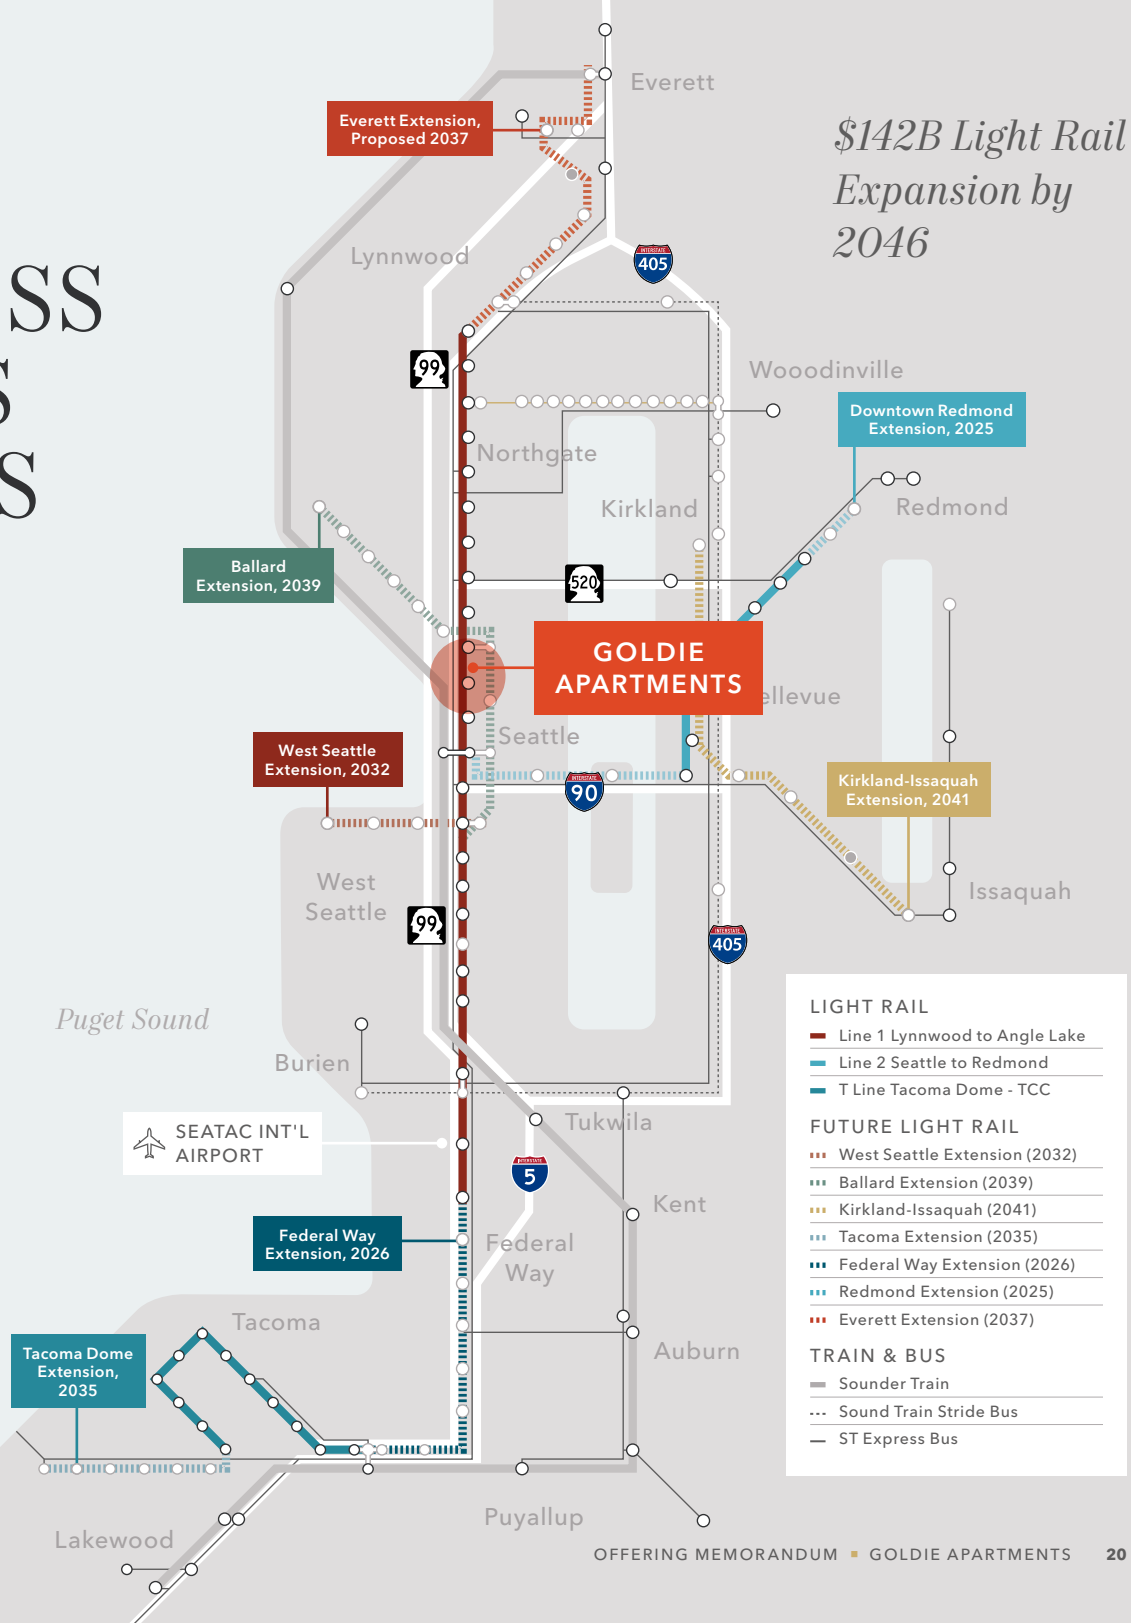 SS
S
S
$142B Light Rail
Expansion by
2046
Everett
Everett Extension,
Proposed 2037
Lynnwood
INTERSTATE
405
99
Wooodinville
Downtown Redmond
Extension, 2025
Northgate
Kirkland
Redmond
Ballard
Extension, 2039
520
GOLDIE
APARTMENTS
ellevue
Seattle
West Seattle
Extension, 2032
INTERSTATE
90
Kirkland-Issaquah
Extension, 2041
West
Seattle
99
Issaquah
INTERSTATE
405
Puget Sound
Burien
Tukwila
SEATAC INT'L
AIRPORT
INTERSTATE
5
Kent
Federal Way
Extension, 2026
Federal
Way
Tacoma
Auburn
Tacoma Dome
Extension,
2035
Puyallup
Lakewood
LIGHT RAIL
Line 1 Lynnwood to Angle Lake
Line 2 Seattle to Redmond
T Line Tacoma Dome - TCC
FUTURE LIGHT RAIL
West Seattle Extension (2032)
Ballard Extension (2039)
Kirkland-Issaquah (2041)
Tacoma Extension (2035)
Federal Way Extension (2026)
Redmond Extension (2025)
Everett Extension (2037)
TRAIN & BUS
Sounder Train
Sound Train Stride Bus
ST Express Bus
OFFERING MEMORANDUM ▪ GOLDIE APARTMENTS 20